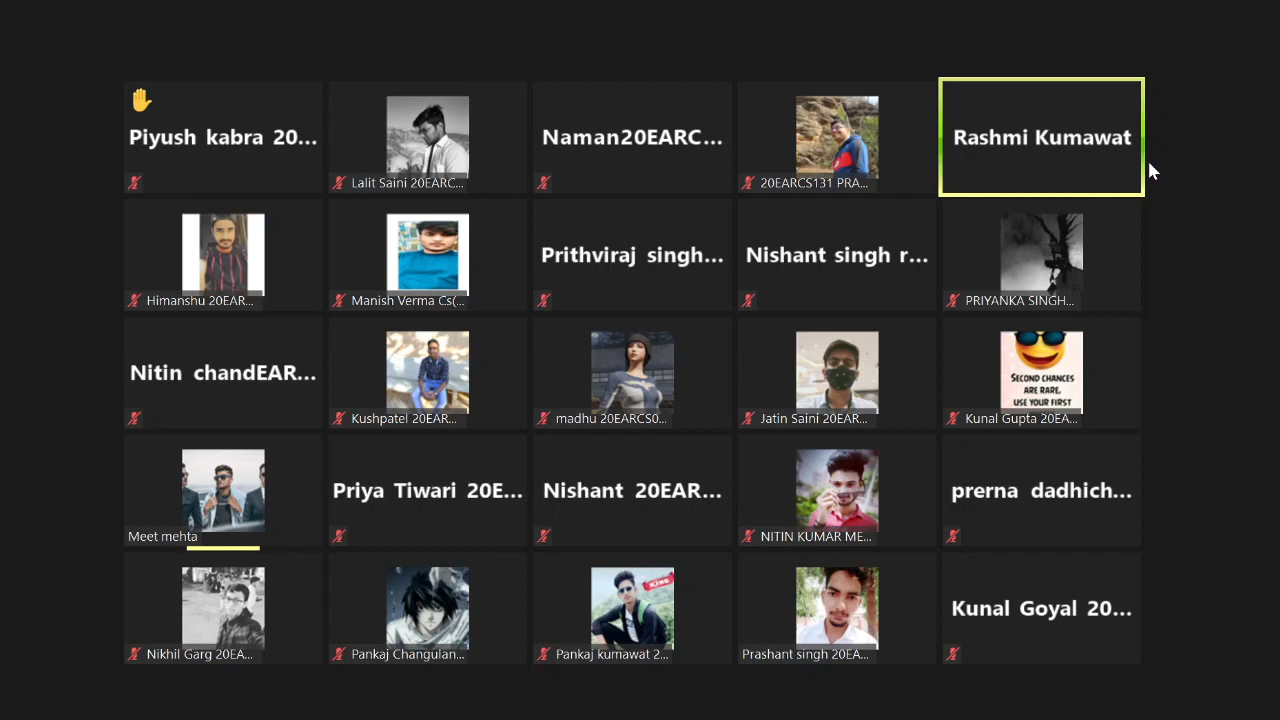 Piyush kabra 20...
Lalit Saini 20EARC...
Naman20EARC...
20EARCS131 PRA...
Rashmi Kumawat
Himanshu 20EAR...
Manish Verma Cs(...
Prithviraj singh...
Nishant singh r...
PRIYANKA SINGH...
Nitin chandEAR...
Kushpatel 20EAR...
madhu 20EARCS0...
Jatin Saini 20EAR...
SECOND CHANCES
ARE RARE,
USE YOUR FIRST
Kunal Gupta 20EA...
Meet mehta
Priya Tiwari 20E...
Nishant 20EAR...
NITIN KUMAR ME...
prerna dadhich...
Nikhil Garg 20EA...
Pankaj Changulan...
KING
Pankaj kumawat 2...
Prashant singh 20EA...
Kunal Goyal 20...